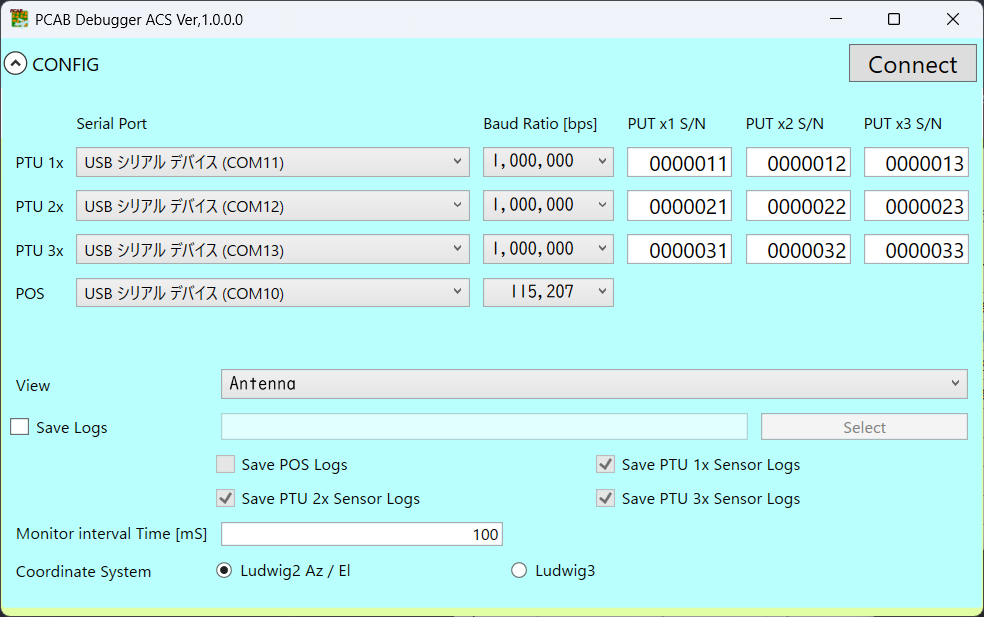 PCAB Debugger ACS Ver,1.0.0.0
CONFIG Connect
Serial Port Baud Ratio [bps] PUT x1 S/N PUT x2 S/N PUT x3 S/N
PTU 1x USB シリアル デバイス (COM11) 1,000,000 0000011 0000012 0000013
PTU 2x USB シリアル デバイス (COM12) 1,000,000 0000021 0000022 0000023
PTU 3x USB シリアル デバイス (COM13) 1,000,000 0000031 0000032 0000033
POS USB シリアル デバイス (COM10) 115,207
View Antenna
Save Logs Select
Save POS Logs Save PTU 1x Sensor Logs
Save PTU 2x Sensor Logs Save PTU 3x Sensor Logs
Monitor interval Time [mS] 100
Coordinate System Ludwig2 Az / El Ludwig3